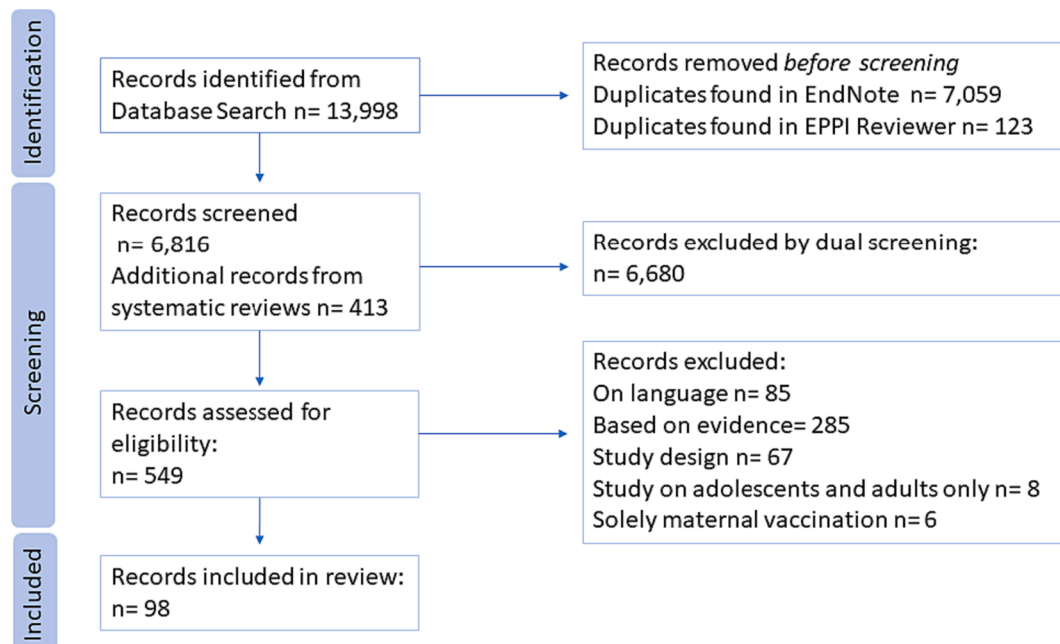 Identification
Records identified from
Database Search n= 13,998
Records removed before screening
Duplicates found in EndNote n= 7,059
Duplicates found in EPPI Reviewer n= 123
Screening
Records screened
n= 6,816
Additional records from
systematic reviews n= 413
Records excluded by dual screening:
n= 6,680
Records assessed for
eligibility:
n= 549
Records excluded:
On language n= 85
Based on evidence= 285
Study design n= 67
Study on adolescents and adults only n= 8
Solely maternal vaccination n= 6
Included
Records included in review:
n= 98